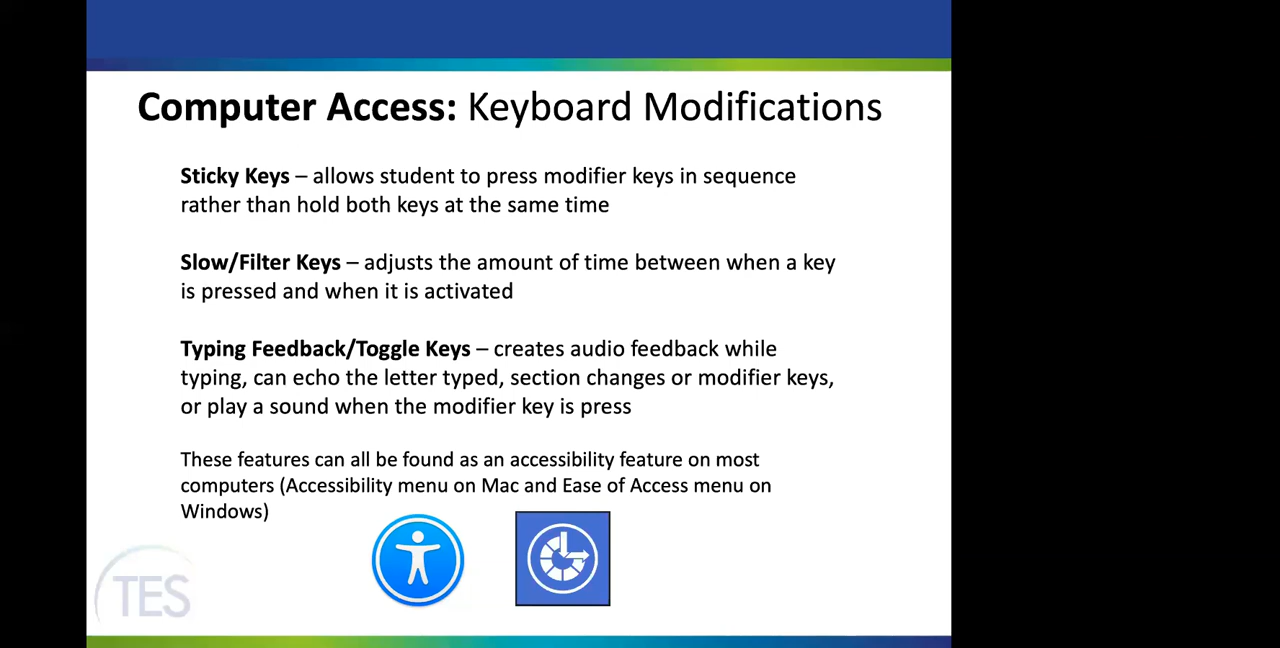 Computer Access: Keyboard Modifications
Sticky Keys – allows student to press modifier keys in sequence
rather than hold both keys at the same time
Slow/Filter Keys – adjusts the amount of time between when a key
is pressed and when it is activated
Typing Feedback/Toggle Keys – creates audio feedback while
typing, can echo the letter typed, section changes or modifier keys,
or play a sound when the modifier key is press
These features can all be found as an accessibility feature on most
computers (Accessibility menu on Mac and Ease of Access menu on
Windows)
TES